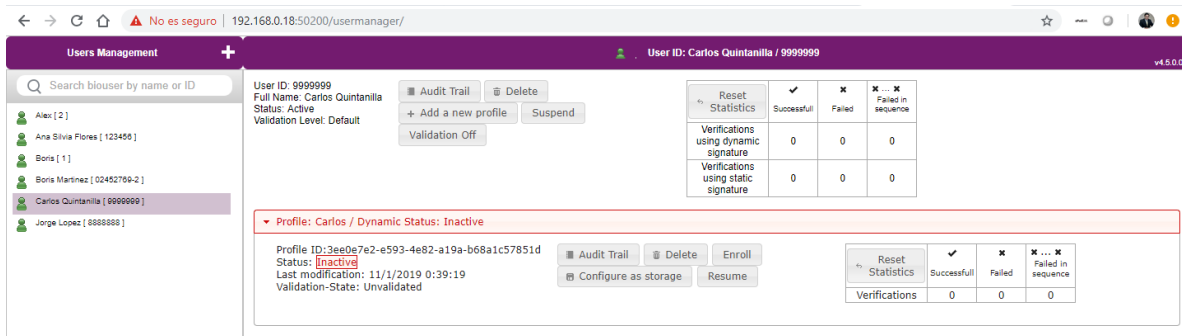 No es seguro | 192.168.0.18:50200/usermanager/
Users Management
User ID: Carlos Quintanilla / 9999999
v4.5.0.0
Search biouser by name or ID
Alex [ 2 ]
Ana Silvia Flores [ 123456 ]
Boris [ 1 ]
Boris Martinez [ 02452769-2 ]
Carlos Quintanilla [ 9999999 ]
Jorge Lopez [ 8888888 ]
User ID: 9999999
Full Name: Carlos Quintanilla
Status: Active
Validation Level: Default
Audit Trail
Delete
+ Add a new profile
Suspend
Validation Off
Reset Statistics
Successfull
Failed
Failed in sequence
Verifications using dynamic signature
0
0
0
Verifications using static signature
0
0
0
Profile: Carlos / Dynamic Status: Inactive
Profile ID:3ee0e7e2-e593-4e82-a19a-b68a1c57851d
Status: Inactive
Last modification: 11/1/2019 0:39:19
Validation-State: Unvalidated
Audit Trail
Delete
Enroll
Configure as storage
Resume
Reset Statistics
Successfull
Failed
Failed in sequence
Verifications
0
0
0